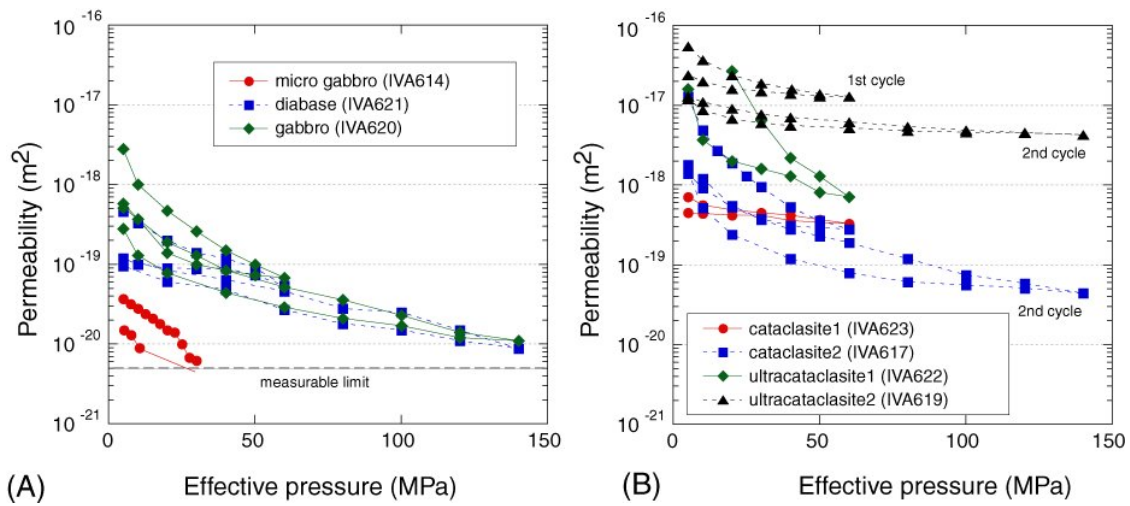 10⁻¹⁶
10⁻¹⁷
10⁻¹⁸
10⁻¹⁹
10⁻²⁰
10⁻²¹
Permeability (m²)
micro gabbro (IVA614)
diabase (IVA621)
gabbro (IVA620)
measurable limit
0 50 100 150
Effective pressure (MPa)
(A)
10⁻¹⁶
10⁻¹⁷
10⁻¹⁸
10⁻¹⁹
10⁻²⁰
10⁻²¹
Permeability (m²)
1st cycle
2nd cycle
2nd cycle
cataclasite1 (IVA623)
cataclasite2 (IVA617)
ultracataclasite1 (IVA622)
ultracataclasite2 (IVA619)
0 50 100 150
Effective pressure (MPa)
(B)